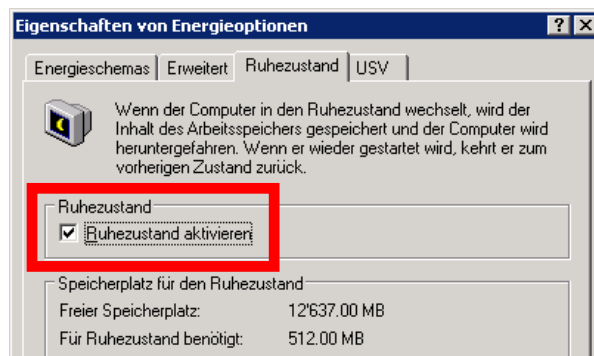 Eigenschaften von Energieoptionen
Energieschemas Erweitert Ruhezustand USV
Wenn der Computer in den Ruhezustand wechselt, wird der
Inhalt des Arbeitsspeichers gespeichert und der Computer wird
heruntergefahren. Wenn er wieder gestartet wird, kehrt er zum
vorherigen Zustand zurück.
Ruhezustand
Ruhezustand aktivieren
Speicherplatz für den Ruhezustand
Freier Speicherplatz: 12'637.00 MB
Für Ruhezustand benötigt: 512.00 MB